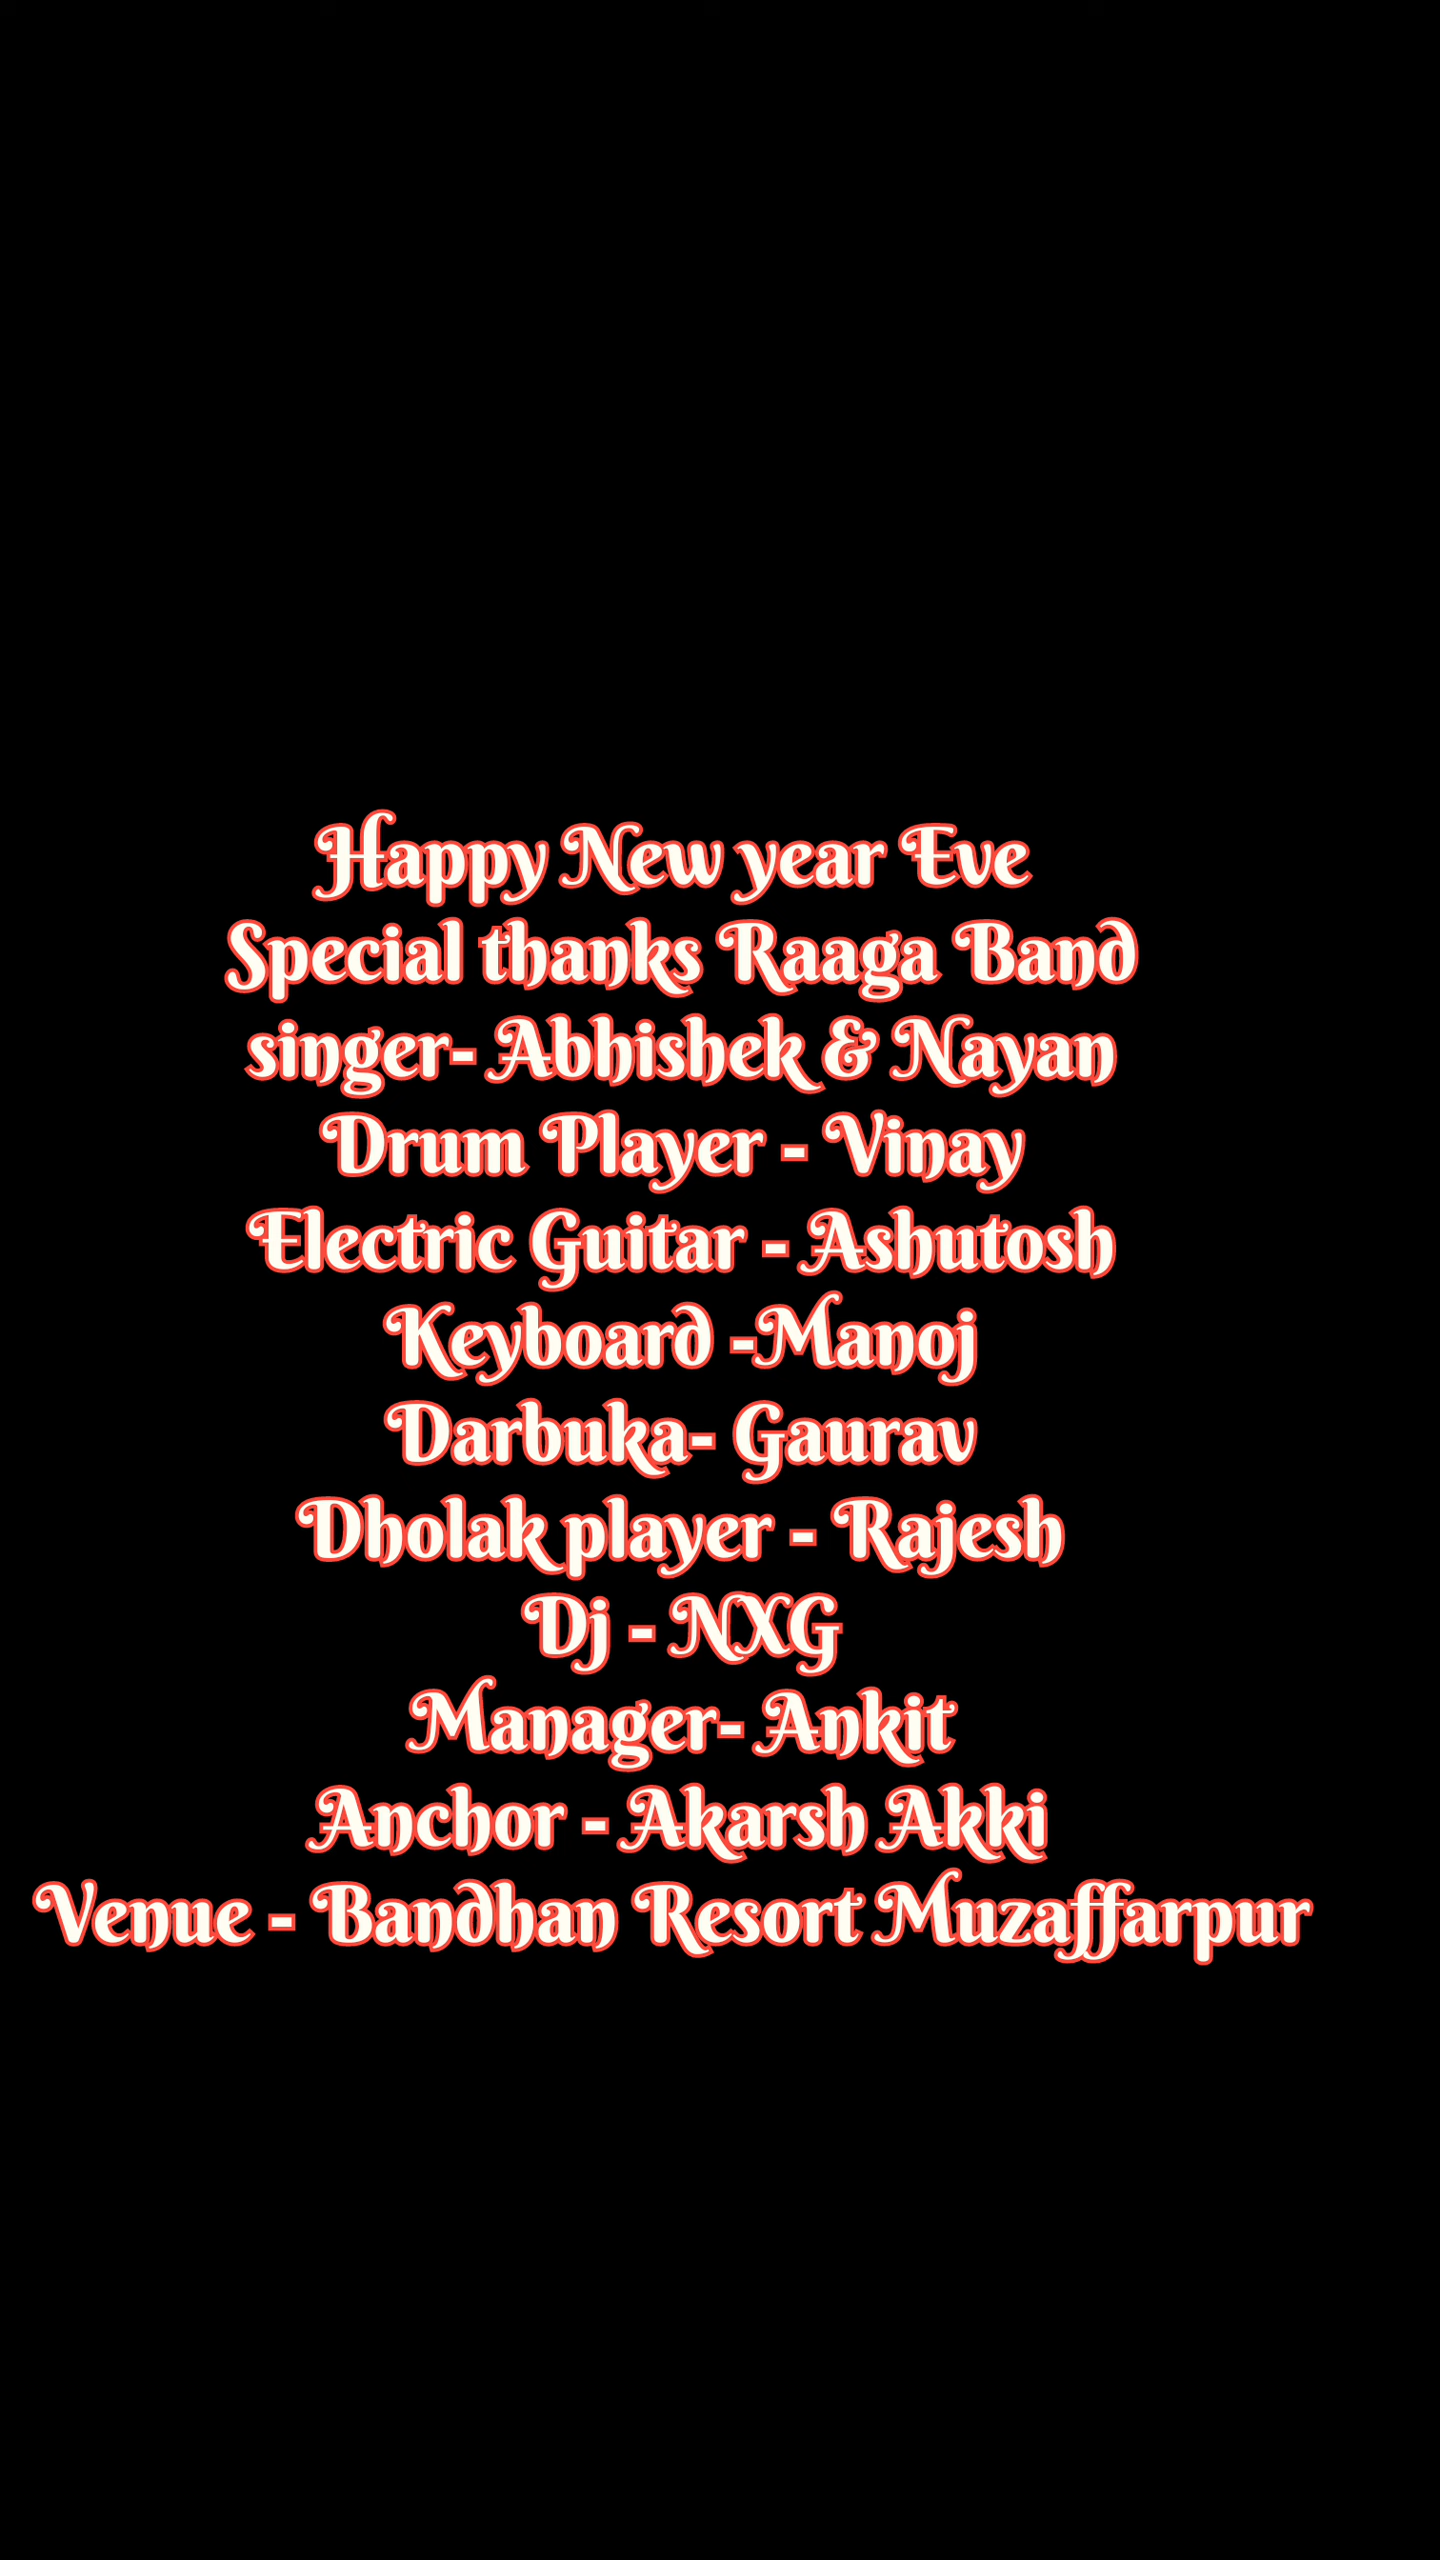 Happy New year Eve
Special thanks Raaga Band
singer- Abhishek & Nayan
Drum Player - Vinay
Electric Guitar - Ashutosh
Keyboard -Manoj
Darbuka- Gaurav
Dholak player - Rajesh
Dj - NXG
Manager- Ankit
Anchor - Akarsh Akki
Venue - Bandhan Resort Muzaffarpur